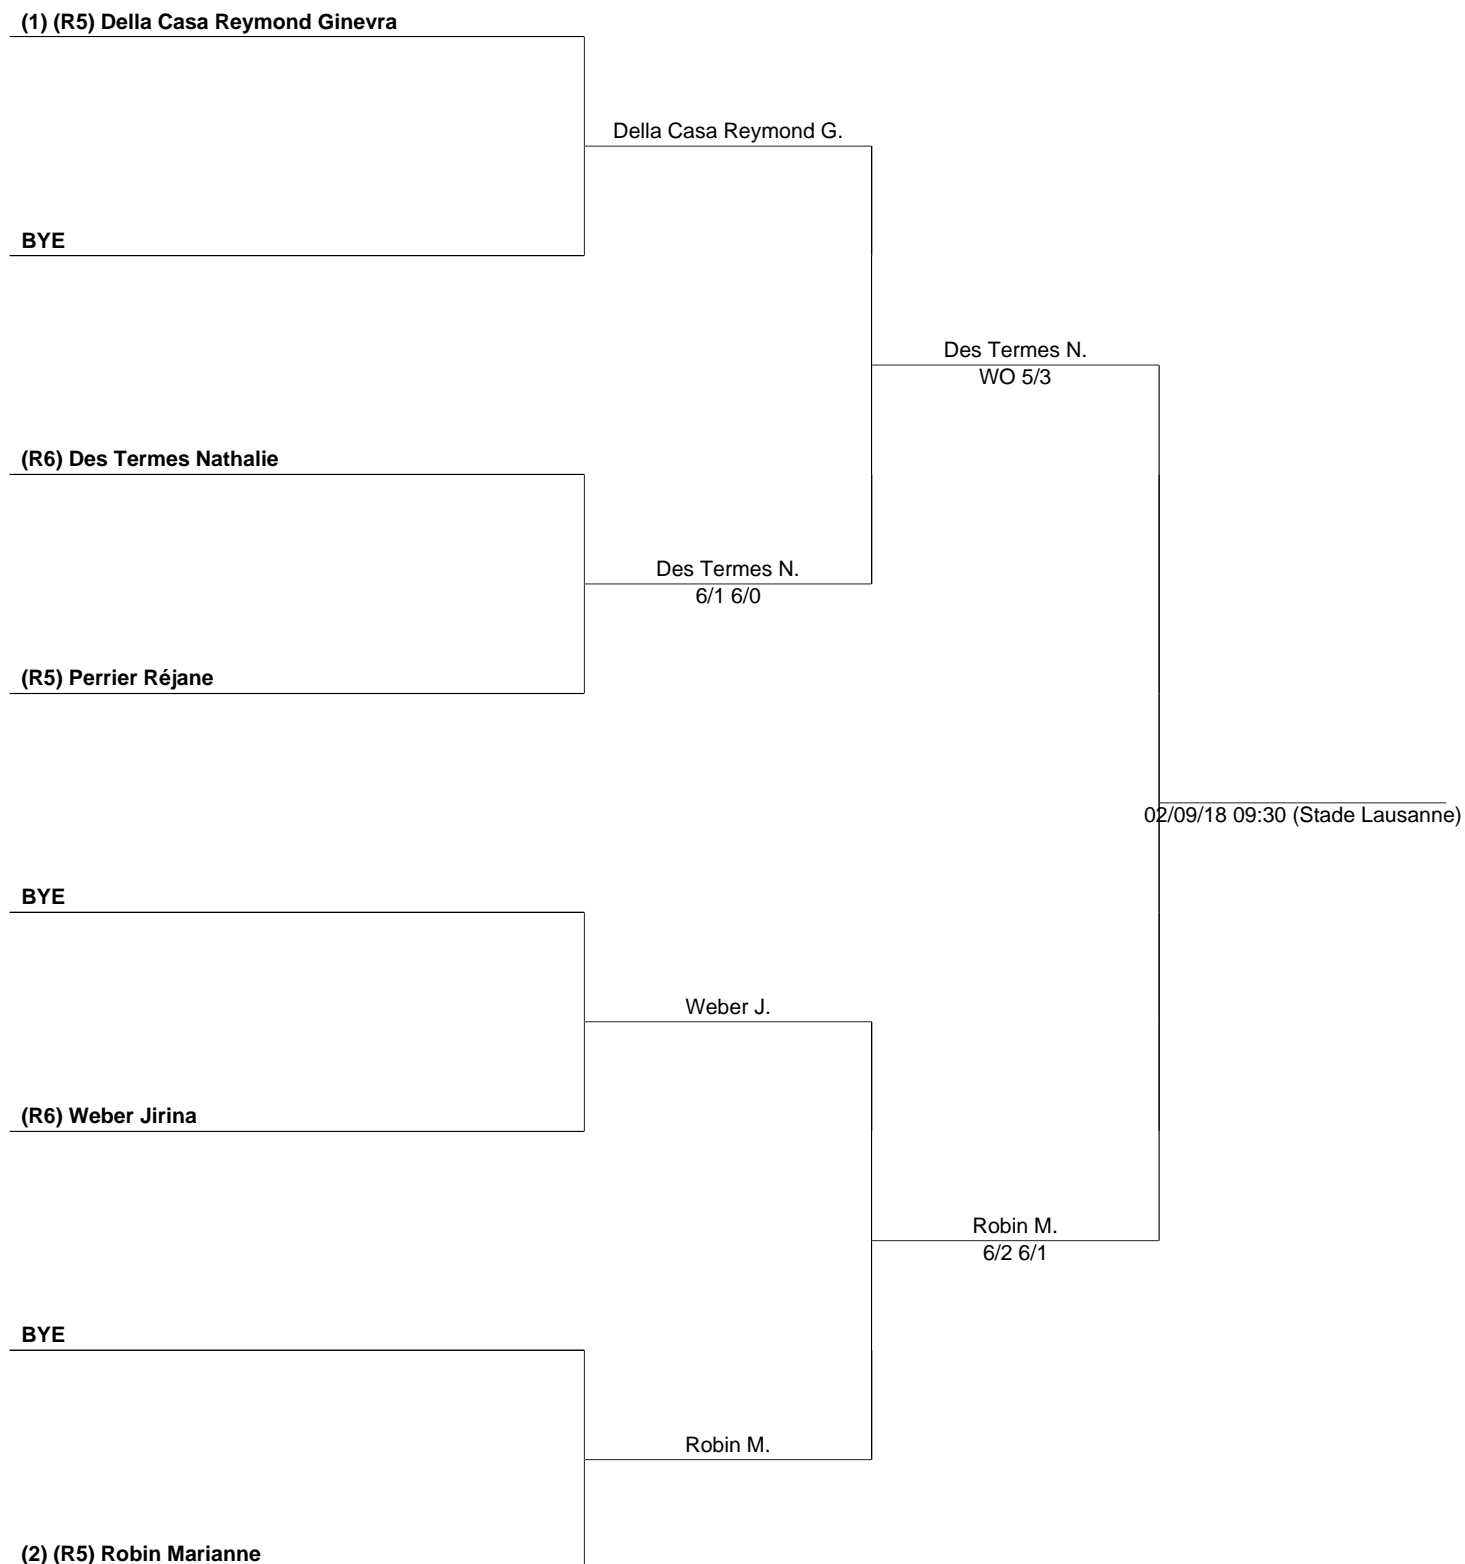 (1) (R5) Della Casa Reymond Ginevra
Della Casa Reymond G.
BYE
Des Termes N.
WO 5/3
(R6) Des Termes Nathalie
Des Termes N.
6/1 6/0
(R5) Perrier Réjane
02/09/18 09:30 (Stade Lausanne)
BYE
Weber J.
(R6) Weber Jirina
Robin M.
6/2 6/1
BYE
Robin M.
(2) (R5) Robin Marianne